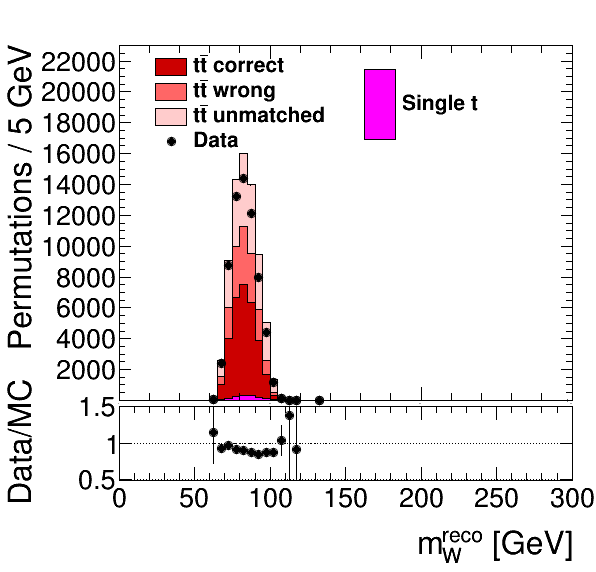 Permutations / 5 GeV
22000
20000
18000
16000
14000
12000
10000
8000
6000
4000
2000
tt̄ correct
tt̄ wrong
tt̄ unmatched
Data
Single t
Data/MC
1.5
1
0.5
0 50 100 150 200 250 300
m_W^reco [GeV]